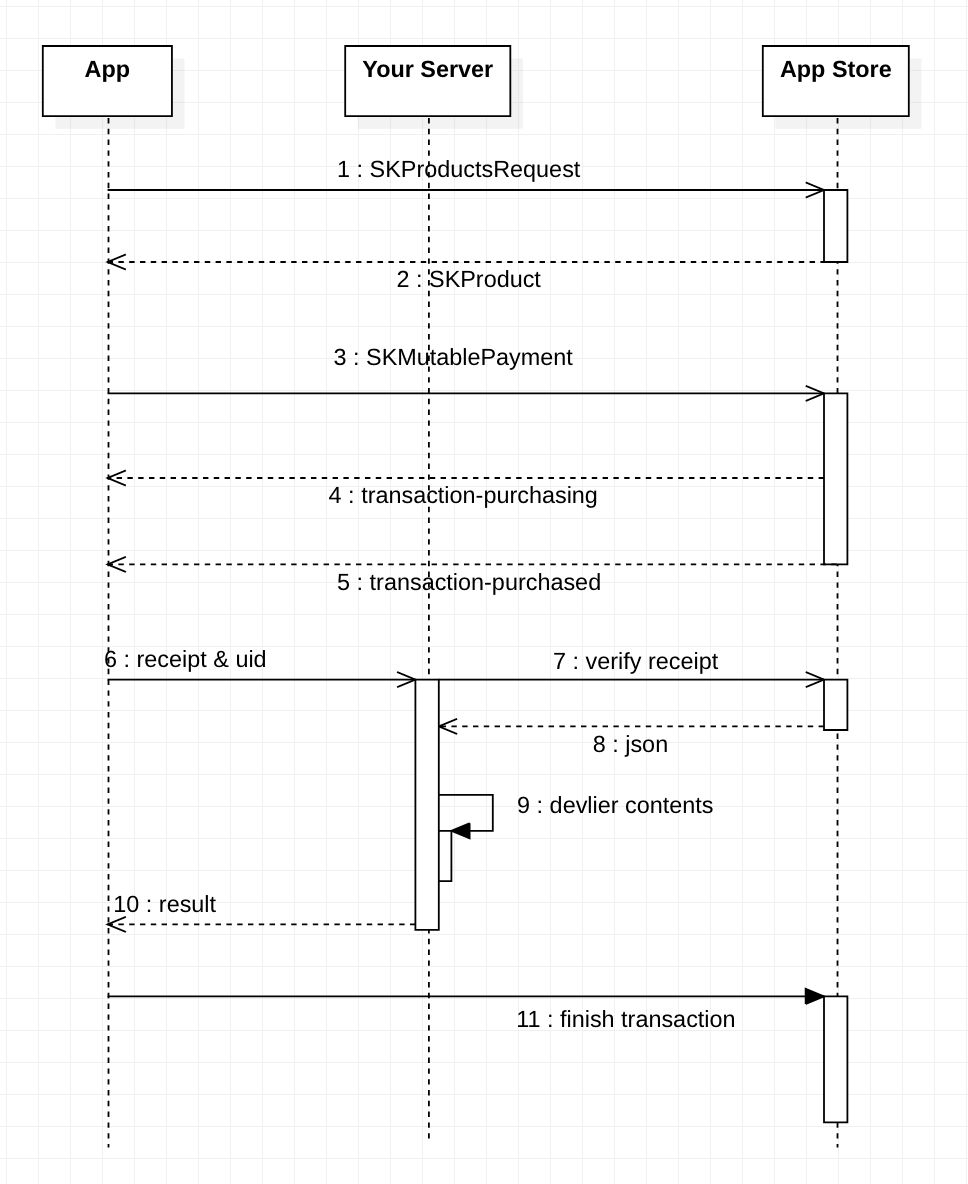 App
Your Server
App Store
1 : SKProductsRequest
2 : SKProduct
3 : SKMutablePayment
4 : transaction-purchasing
5 : transaction-purchased
6 : receipt & uid
7 : verify receipt
8 : json
9 : devlier contents
10 : result
11 : finish transaction